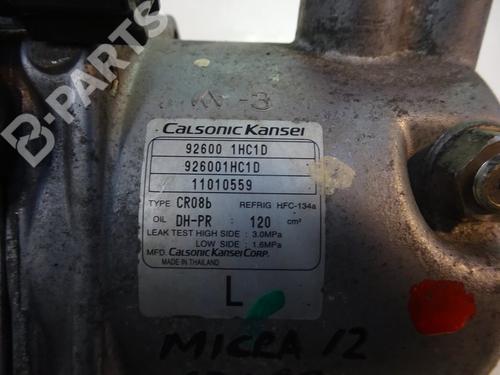 B-PARTS
-3
CALSONIC KANSEI
92600 1HC1D
926001HC1D
11010559
TYPE CR08b REFRIG HFC-134a
OIL DH-PR : 120 cm³
LEAK TEST HIGH SIDE : 3.0MPa
LOW SIDE : 1.6MPa
MFD. CALSONIC KANSEI CORP.
MADE IN THAILAND
L
MICRA 12